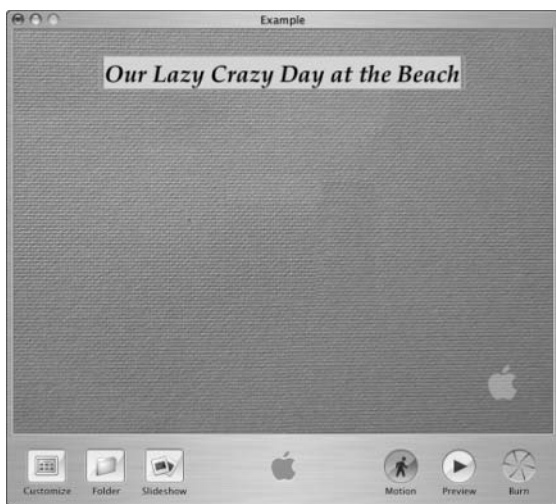 Example
Our Lazy Crazy Day at the Beach
Customize Folder Slideshow Motion Preview Burn